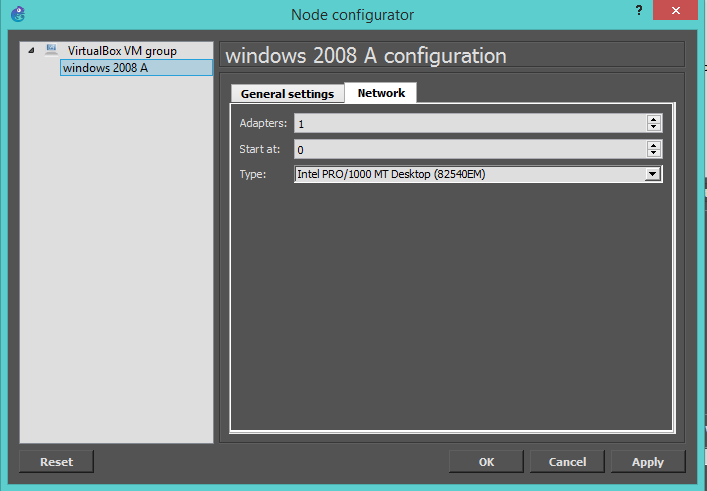 Node configurator
?
VirtualBox VM group
windows 2008 A
windows 2008 A configuration
General settings Network
Adapters: 1
Start at: 0
Type: Intel PRO/1000 MT Desktop (82540EM)
Reset OK Cancel Apply